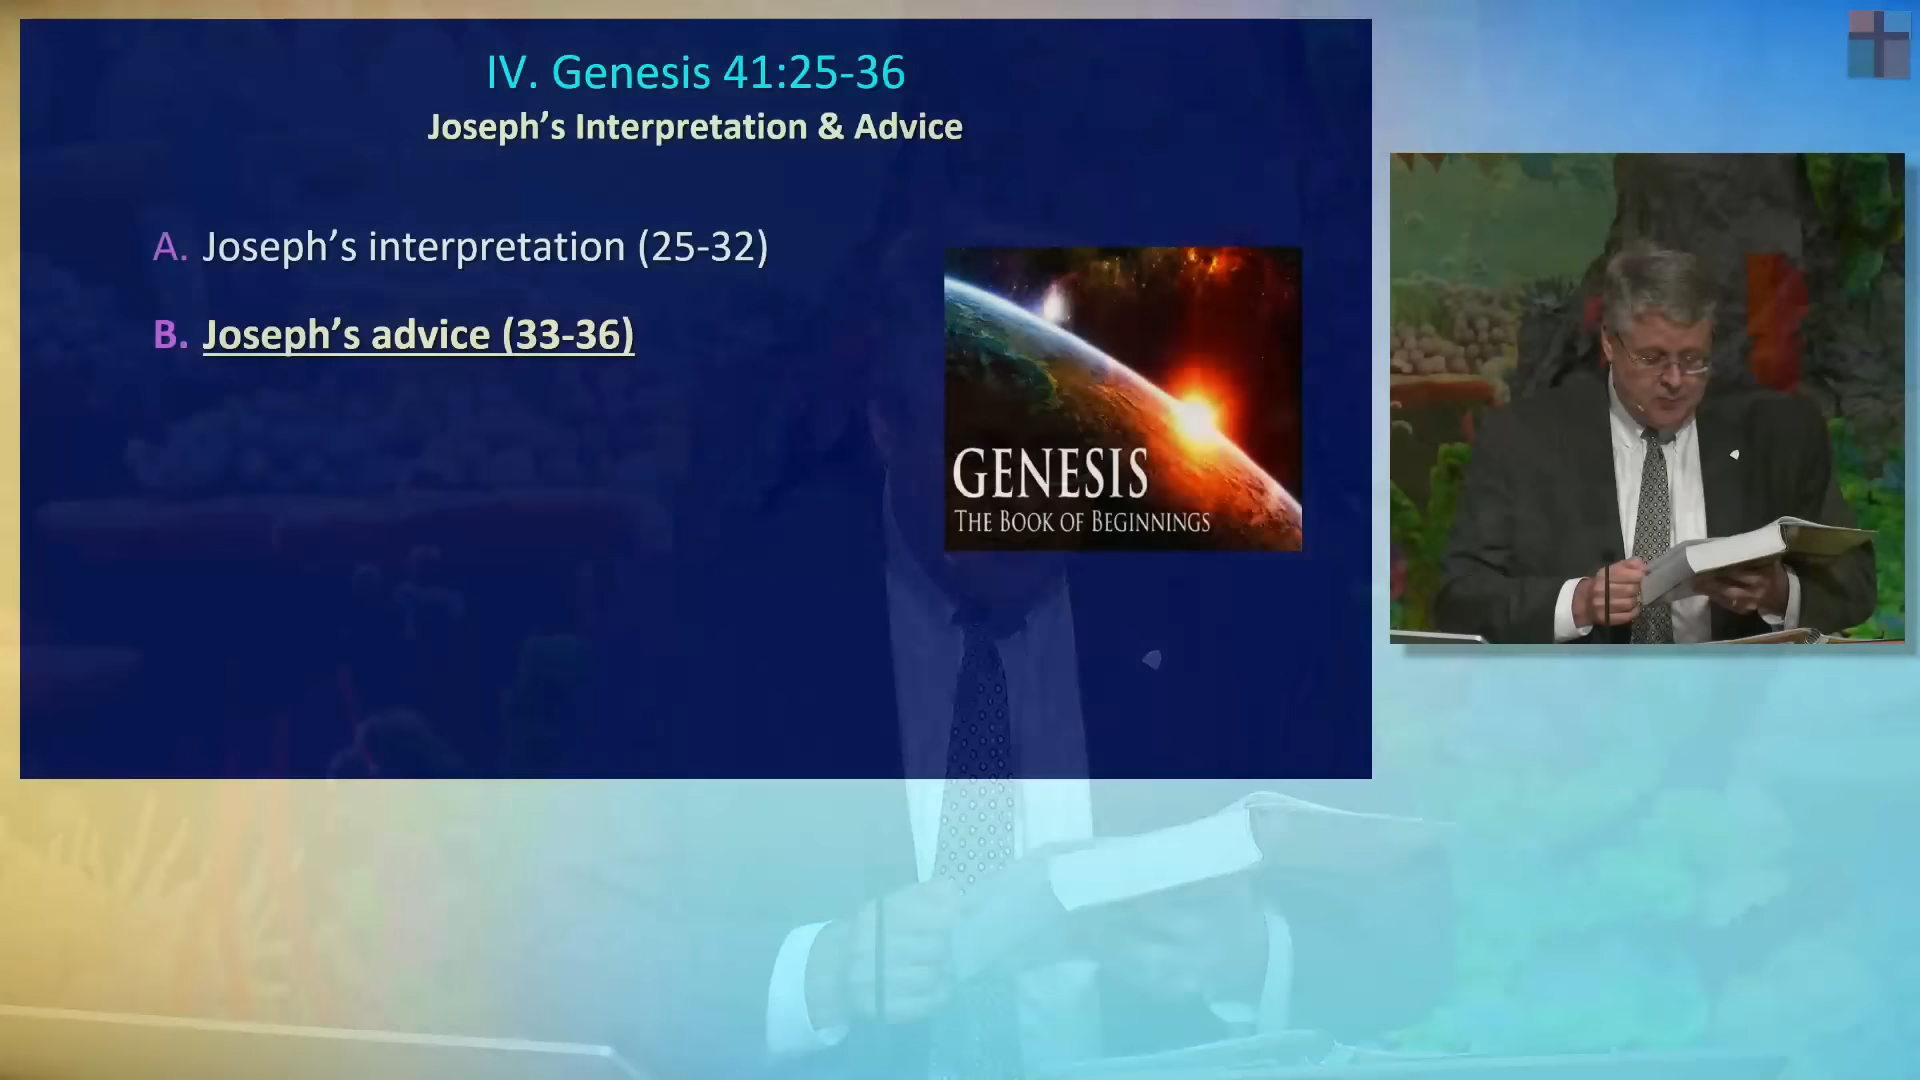 IV. Genesis 41:25-36
Joseph’s Interpretation & Advice
A. Joseph’s interpretation (25-32)
B. Joseph’s advice (33-36)
GENESIS
THE BOOK OF BEGINNINGS